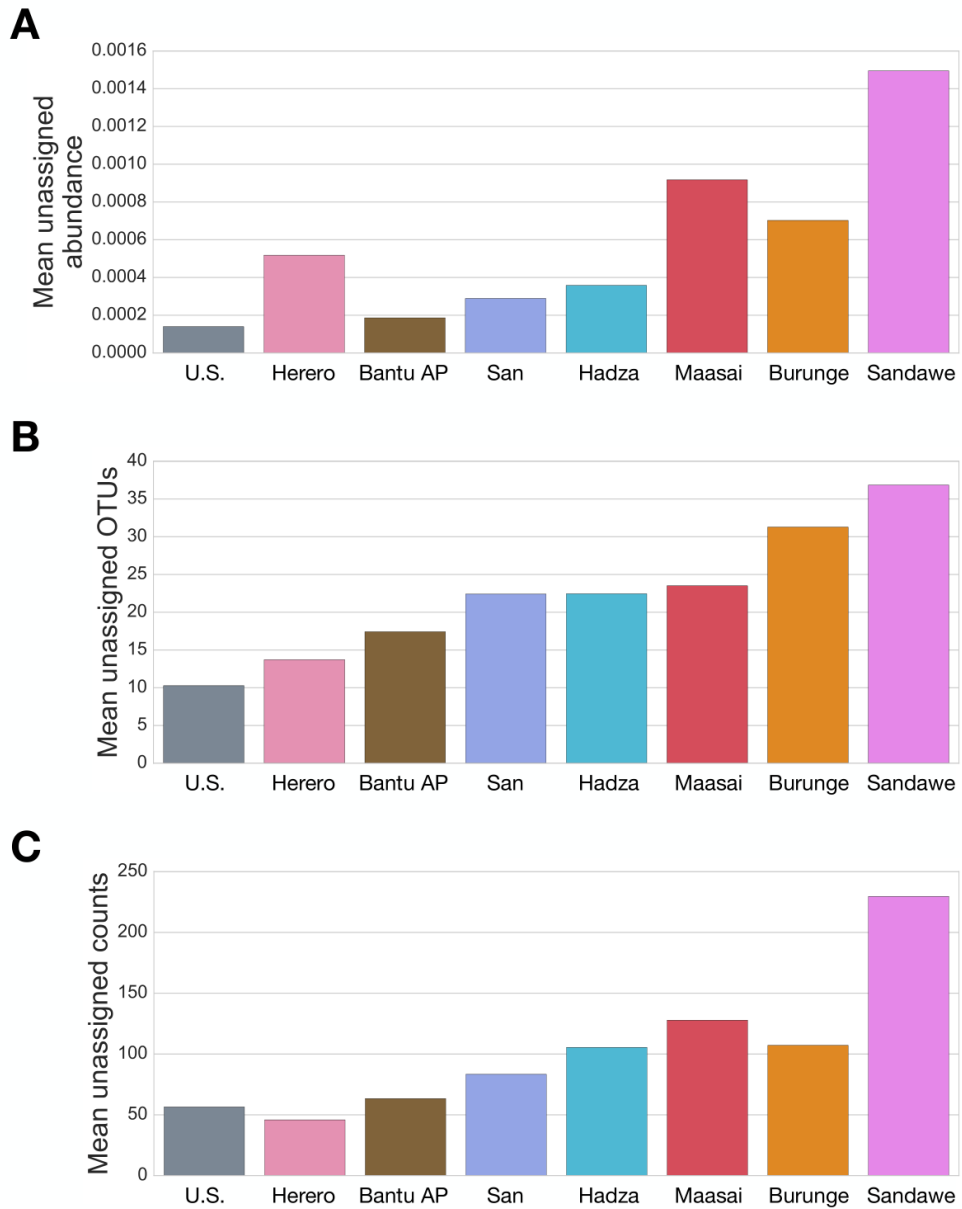 A
Mean unassigned
abundance
0.0016
0.0014
0.0012
0.0010
0.0008
0.0006
0.0004
0.0002
0.0000
U.S. Herero Bantu AP San Hadza Maasai Burunge Sandawe
B
Mean unassigned OTUs
40
35
30
25
20
15
10
5
0
U.S. Herero Bantu AP San Hadza Maasai Burunge Sandawe
C
Mean unassigned counts
250
200
150
100
50
0
U.S. Herero Bantu AP San Hadza Maasai Burunge Sandawe